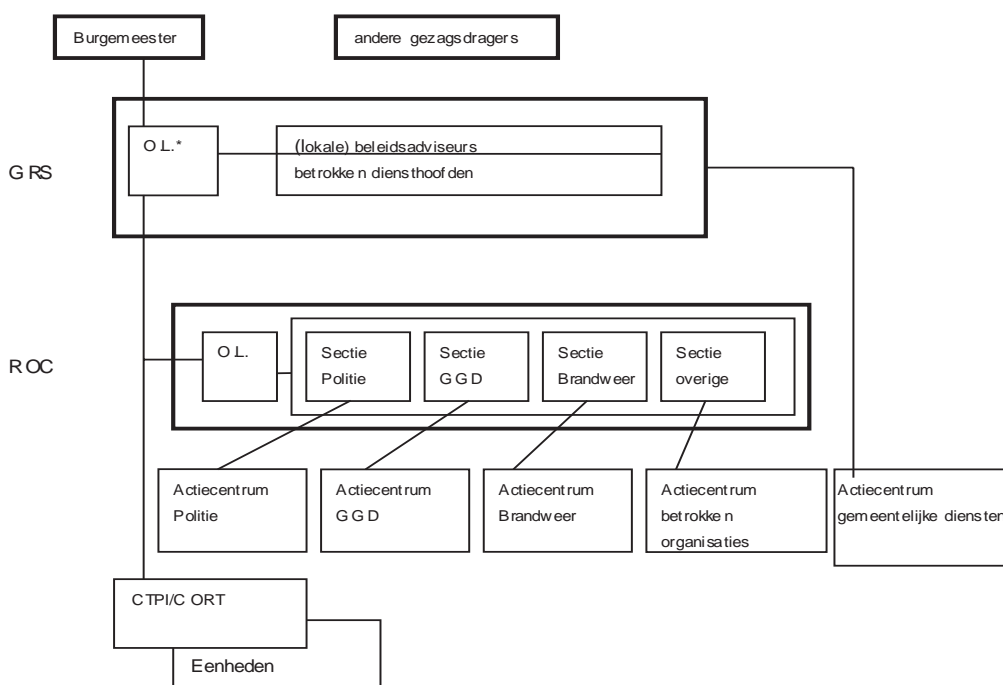 Burgemeester
andere gezagsdragers
GRS
O.L.*
(lokale) beleidsadviseurs
betrokken diensthoofden
ROC
O.L.
Sectie
Politie
Sectie
GGD
Sectie
Brandweer
Sectie
overige
Actiecentrum
Politie
Actiecentrum
GGD
Actiecentrum
Brandweer
Actiecentrum
betrokken
organisaties
Actiecentrum
gemeentelijke diensten
CTPI/CORT
Eenheden